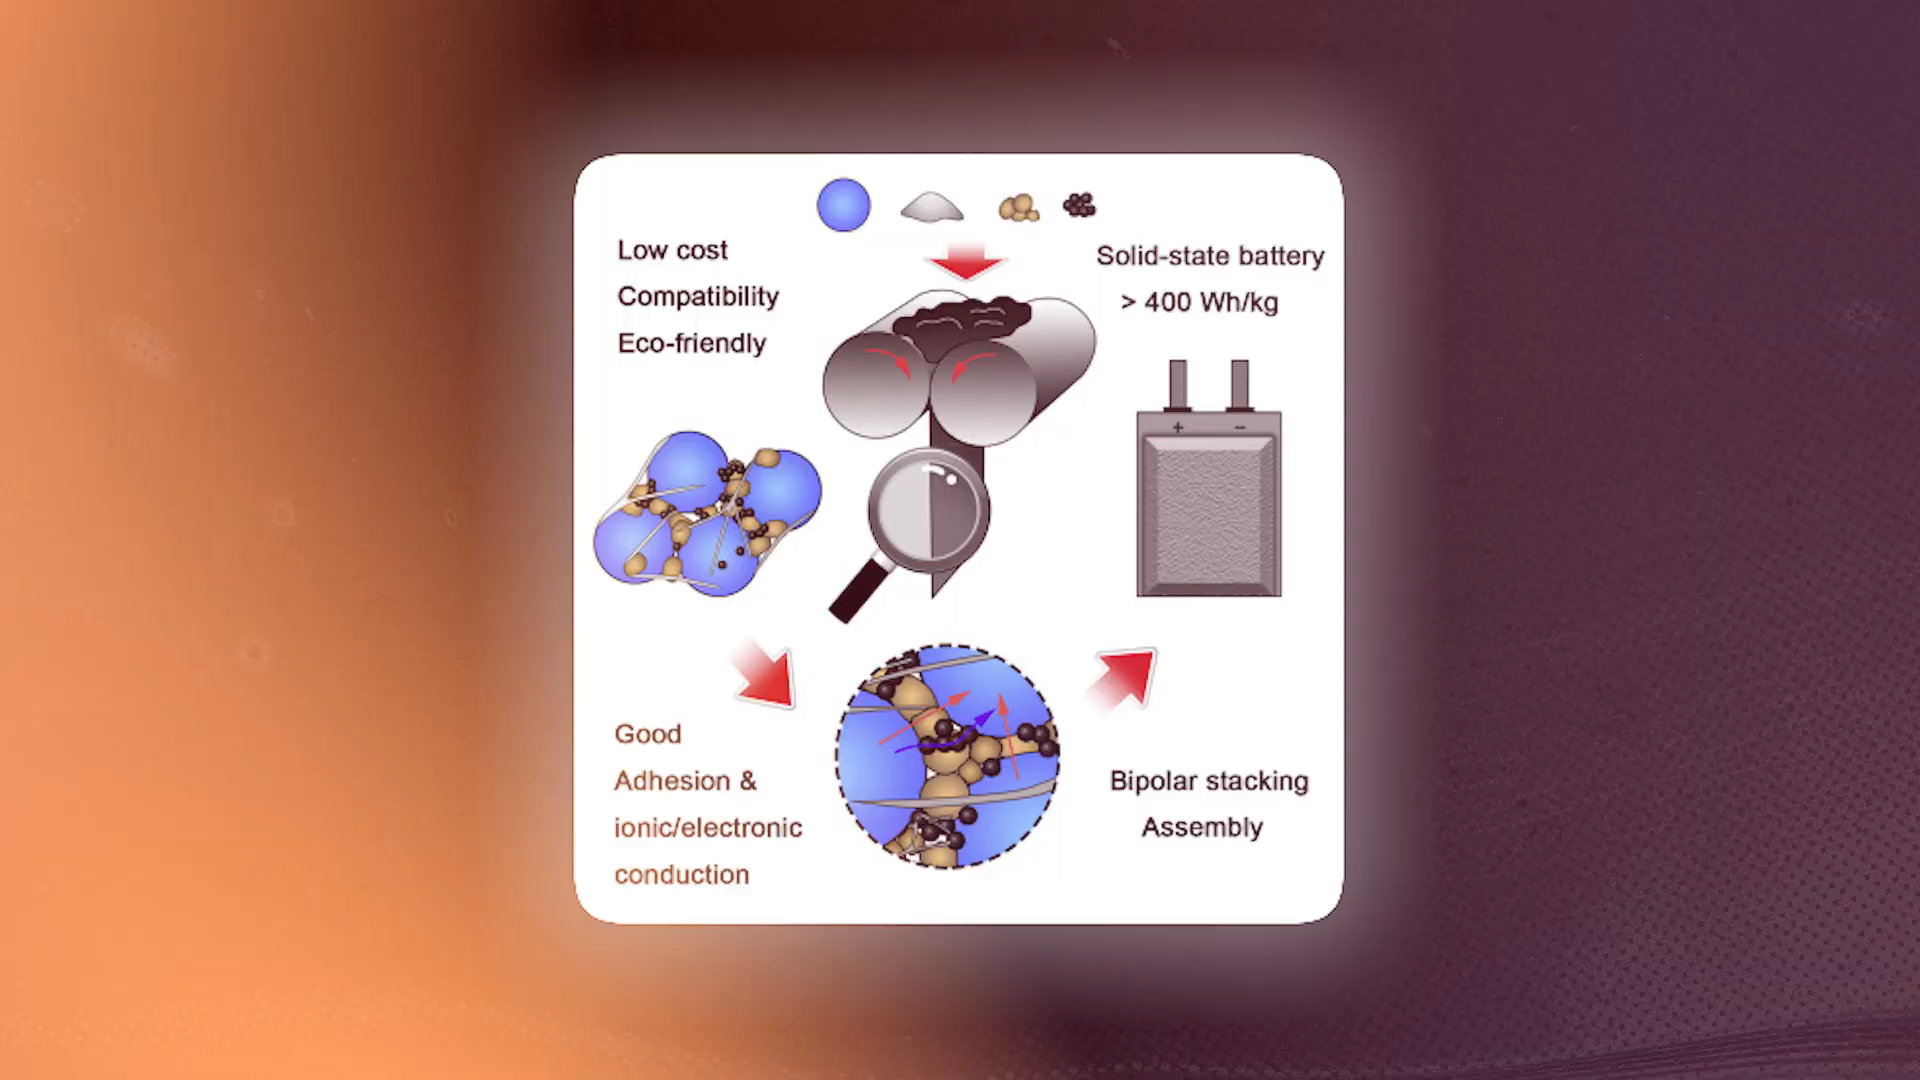 Low cost
Compatibility
Eco-friendly
Solid-state battery
> 400 Wh/kg
+ −
Good
Adhesion &
ionic/electronic
conduction
Bipolar stacking
Assembly